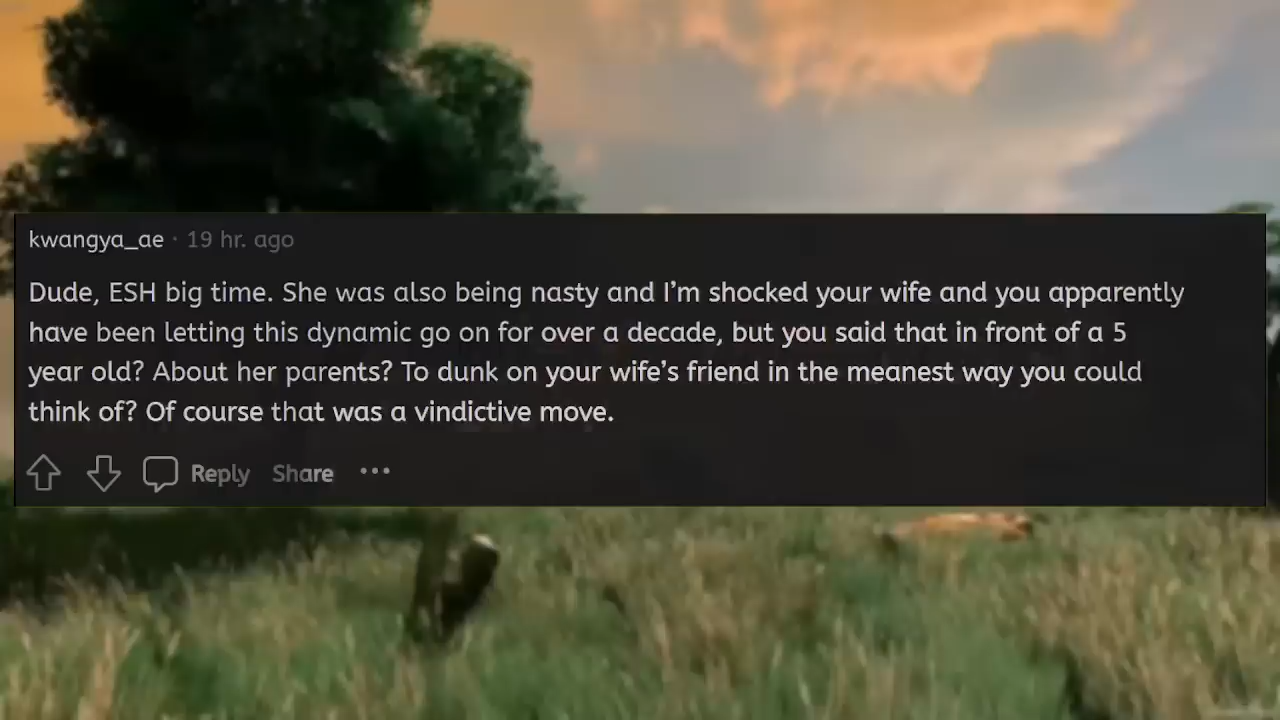 kwangya_ae · 19 hr. ago
Dude, ESH big time. She was also being nasty and I’m shocked your wife and you apparently
have been letting this dynamic go on for over a decade, but you said that in front of a 5
year old? About her parents? To dunk on your wife’s friend in the meanest way you could
think of? Of course that was a vindictive move.
Reply Share ···